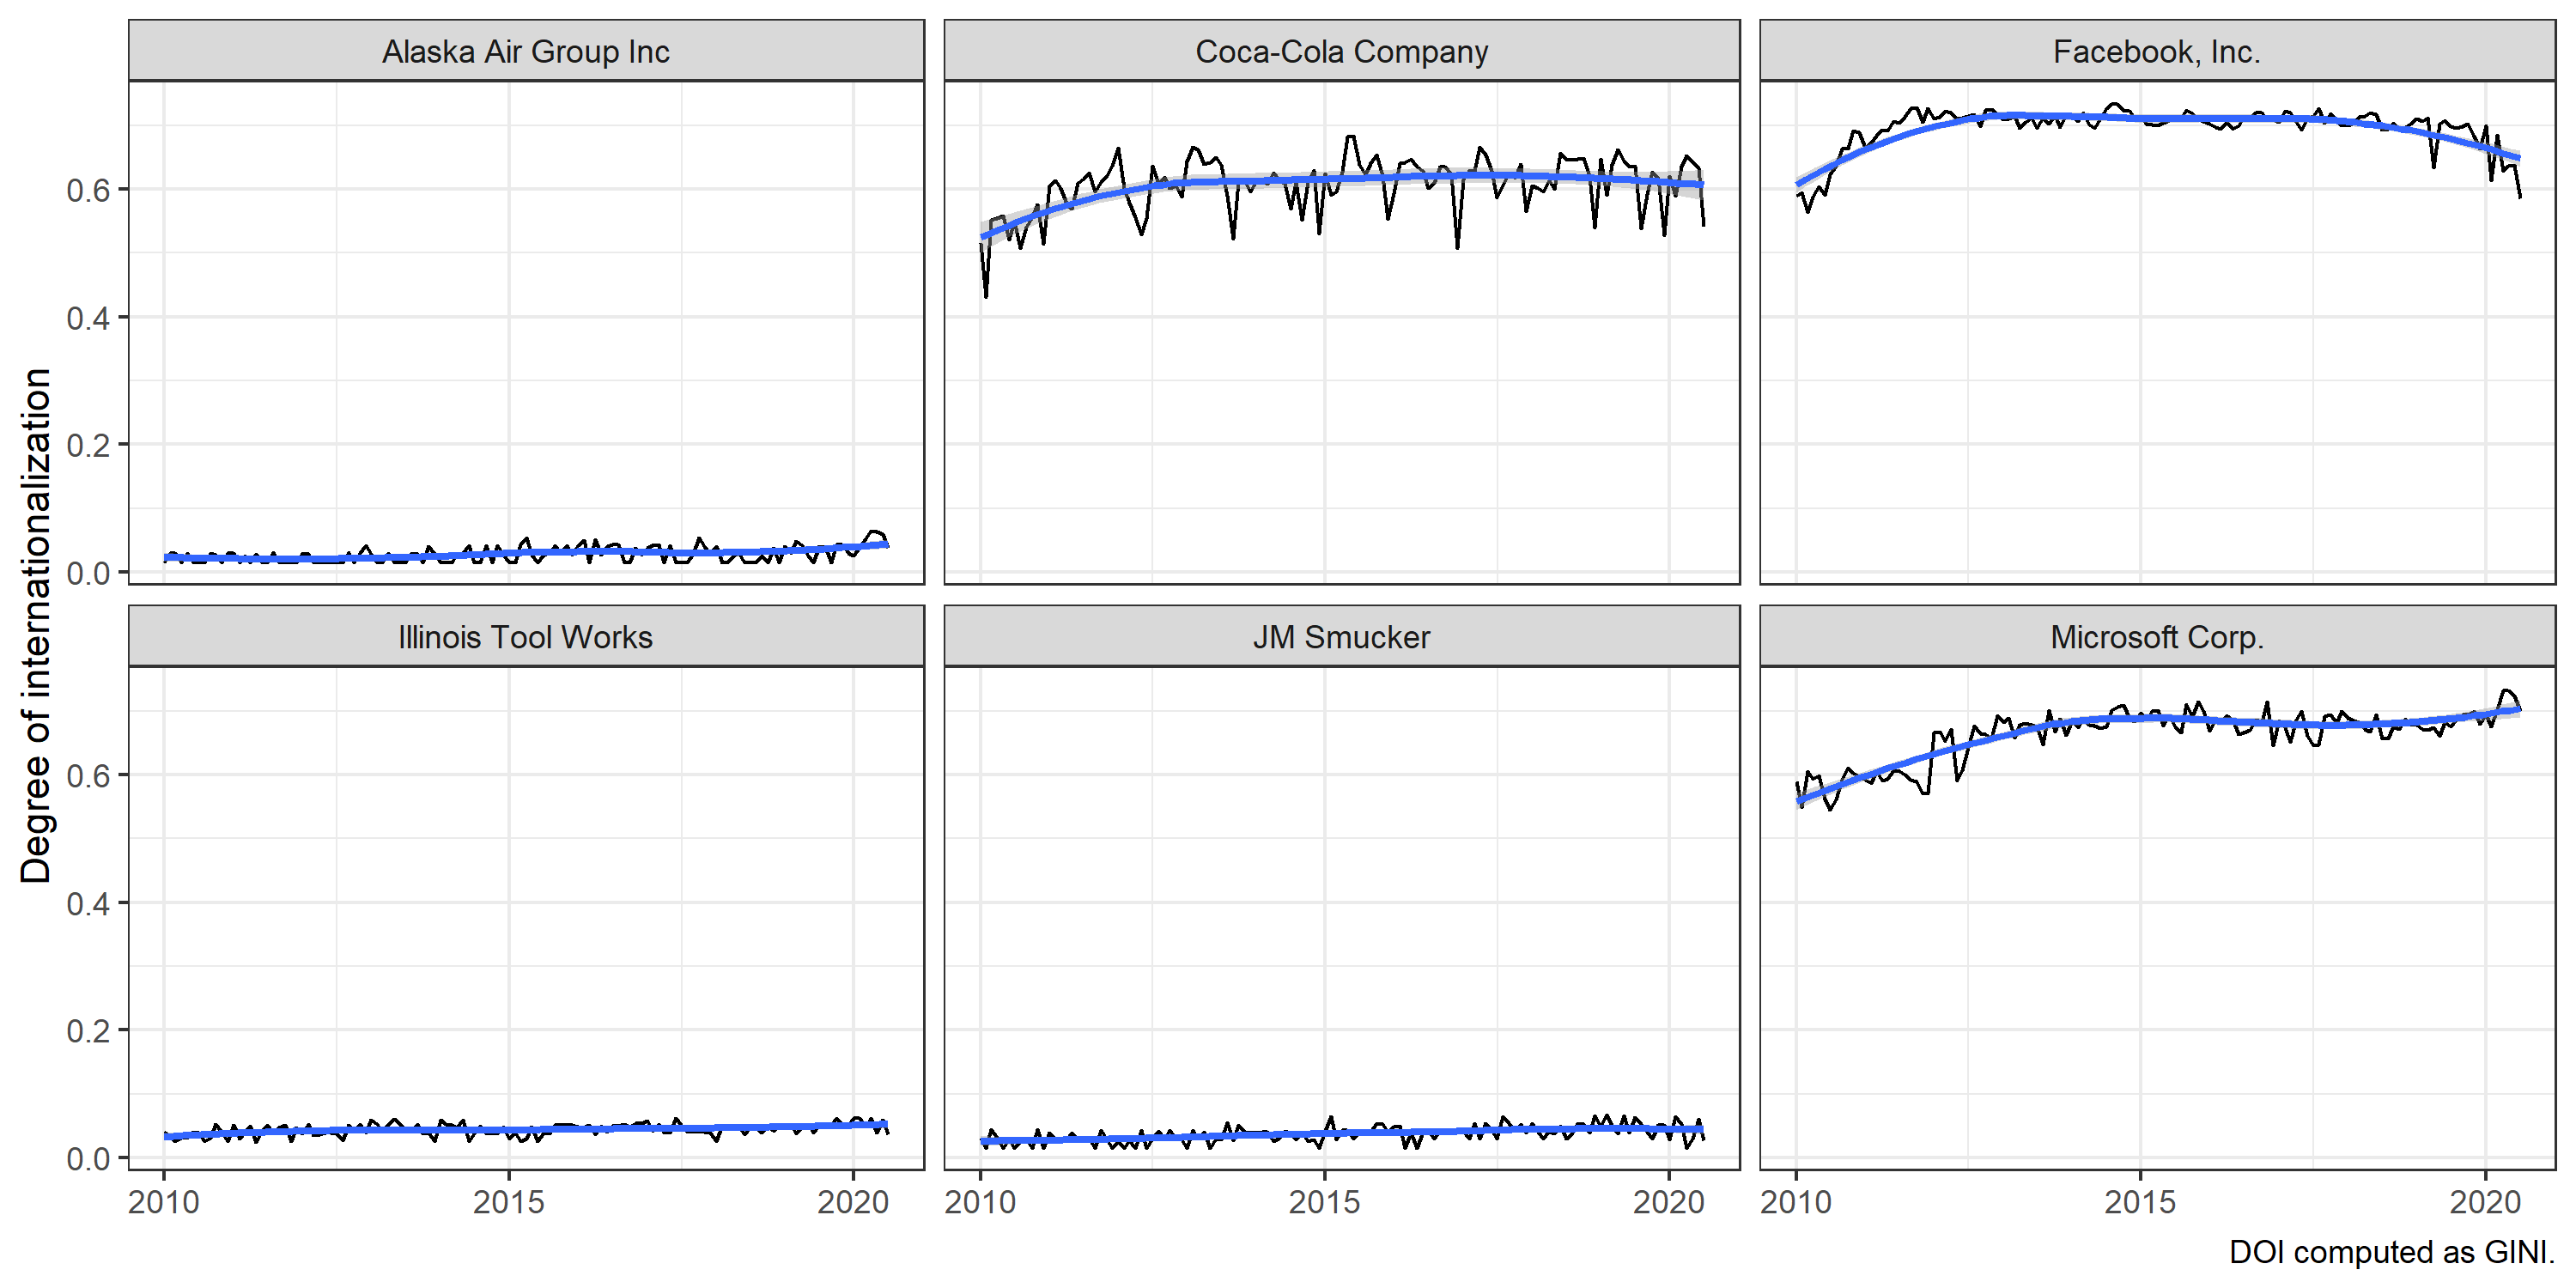 Alaska Air Group Inc
Coca-Cola Company
Facebook, Inc.
0.6
0.4
0.2
0.0
Degree of internationalization
Illinois Tool Works
JM Smucker
Microsoft Corp.
0.6
0.4
0.2
0.0
2010 2015 2020
2010 2015 2020
2010 2015 2020
DOI computed as GINI.